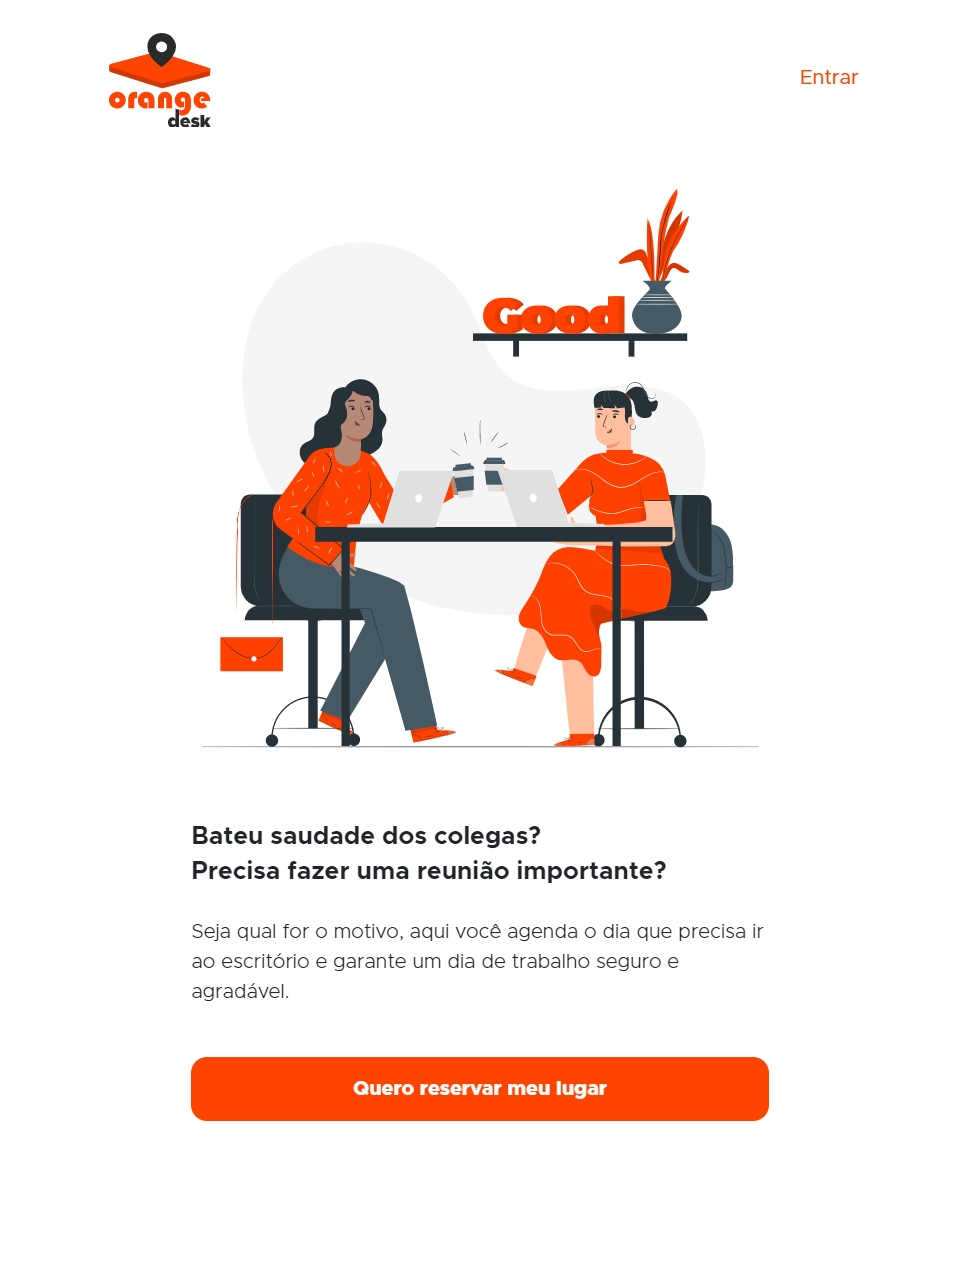 orange
desk
Entrar
Good
Bateu saudade dos colegas?
Precisa fazer uma reunião importante?
Seja qual for o motivo, aqui você agenda o dia que precisa ir
ao escritório e garante um dia de trabalho seguro e
agradável.
Quero reservar meu lugar